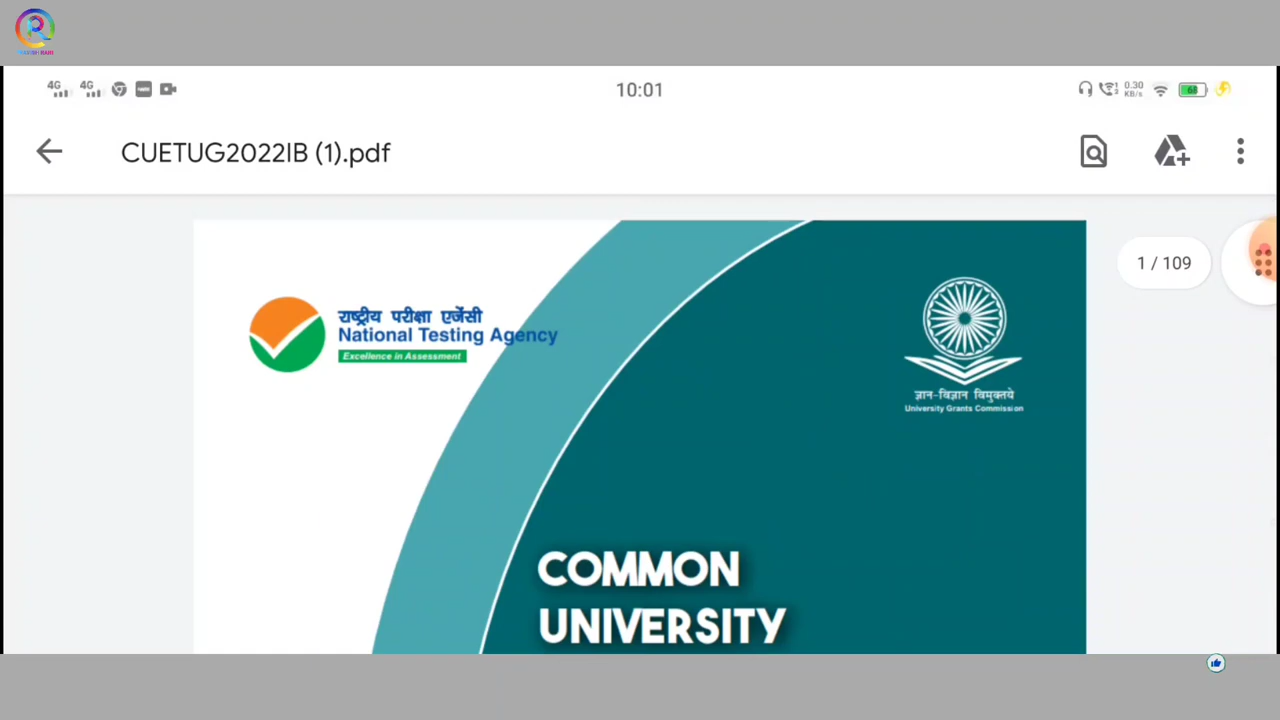 4G 4G 10:01 0.30 KB/s 68
CUETUG2022IB (1).pdf
1 / 109
राष्ट्रीय परीक्षा एजेंसी
National Testing Agency
Excellence in Assessment
ज्ञान-विज्ञान विमुक्तये
University Grants Commission
COMMON
UNIVERSITY